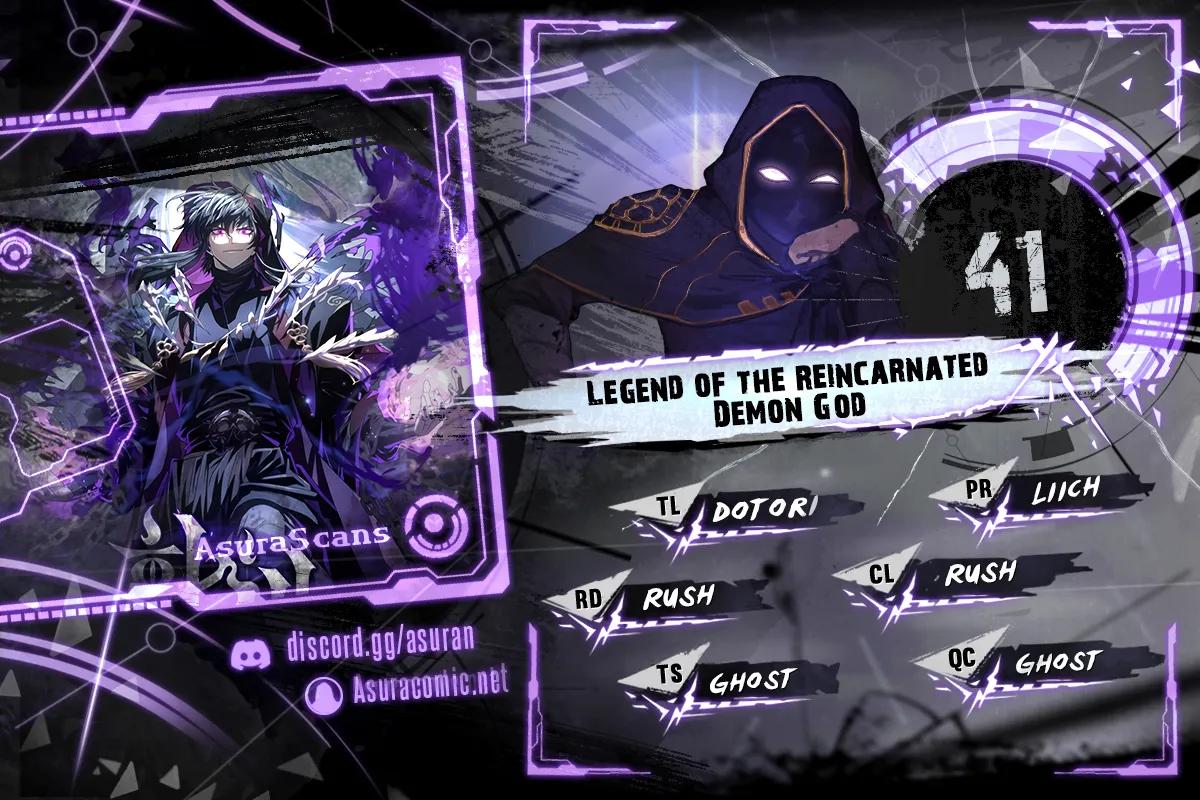 41
LEGEND OF THE REINCARNATED
DEMON GOD
TL DOTORI
PR LIICH
RD RUSH
CL RUSH
TS GHOST
QC GHOST
AsuraScans
discord.gg/asuran
Asuracomic.net